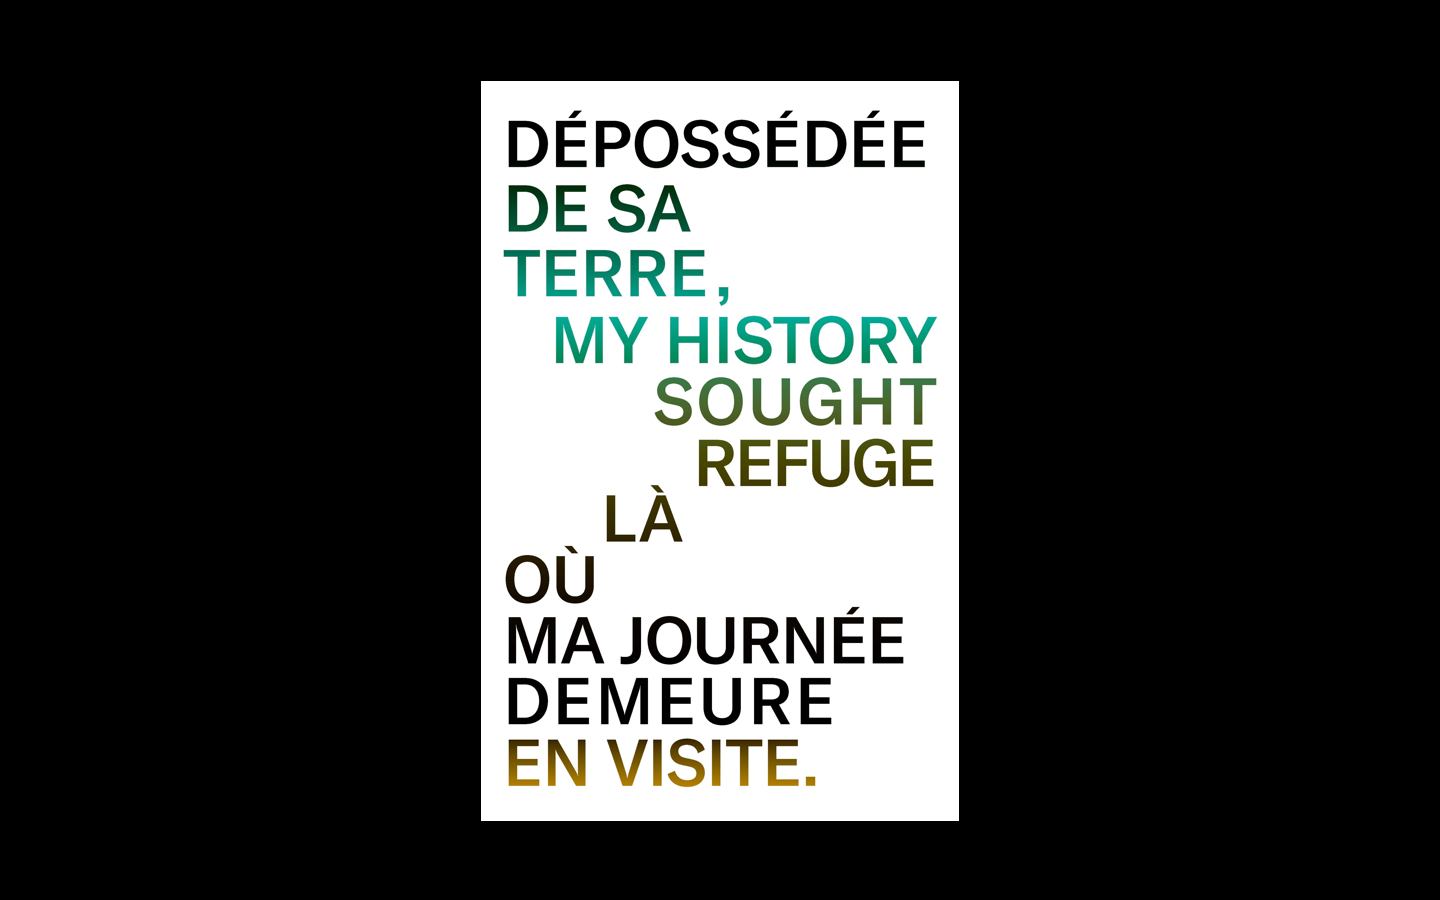 DÉPOSSÉDÉE
DE SA
TERRE,
MY HISTORY
SOUGHT
REFUGE
LÀ
OÙ
MA JOURNÉE
DEMEURE
EN VISITE.